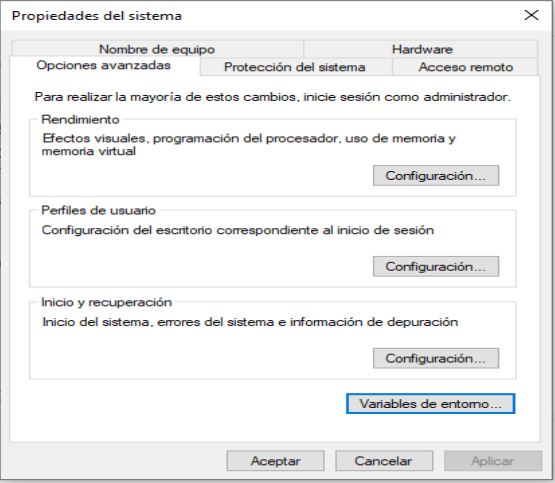 Propiedades del sistema
Nombre de equipo
Hardware
Opciones avanzadas
Protección del sistema
Acceso remoto
Para realizar la mayoría de estos cambios, inicie sesión como administrador.
Rendimiento
Efectos visuales, programación del procesador, uso de memoria y
memoria virtual
Configuración...
Perfiles de usuario
Configuración del escritorio correspondiente al inicio de sesión
Configuración...
Inicio y recuperación
Inicio del sistema, errores del sistema e información de depuración
Configuración...
Variables de entorno...
Aceptar
Cancelar
Aplicar